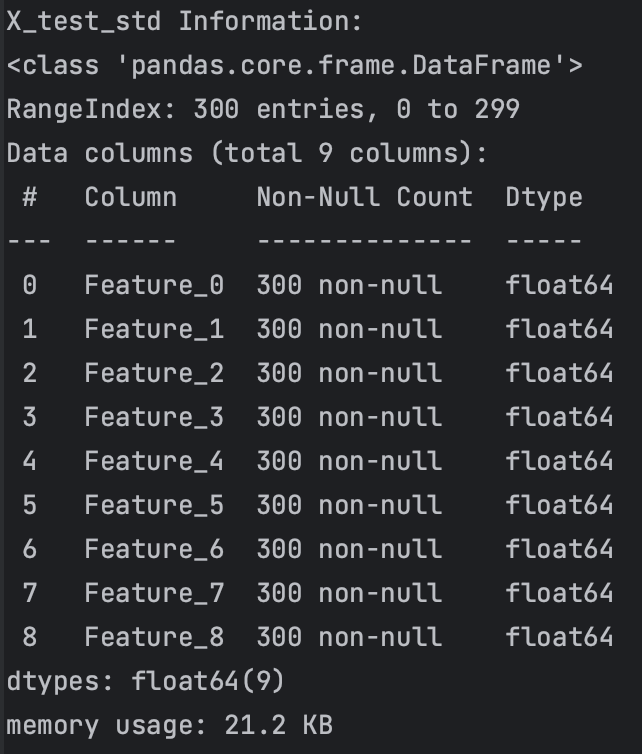 X_test_std Information:
<class 'pandas.core.frame.DataFrame'>
RangeIndex: 300 entries, 0 to 299
Data columns (total 9 columns):
 #   Column     Non-Null Count  Dtype
---  ------     --------------  -----
 0   Feature_0  300 non-null    float64
 1   Feature_1  300 non-null    float64
 2   Feature_2  300 non-null    float64
 3   Feature_3  300 non-null    float64
 4   Feature_4  300 non-null    float64
 5   Feature_5  300 non-null    float64
 6   Feature_6  300 non-null    float64
 7   Feature_7  300 non-null    float64
 8   Feature_8  300 non-null    float64
dtypes: float64(9)
memory usage: 21.2 KB